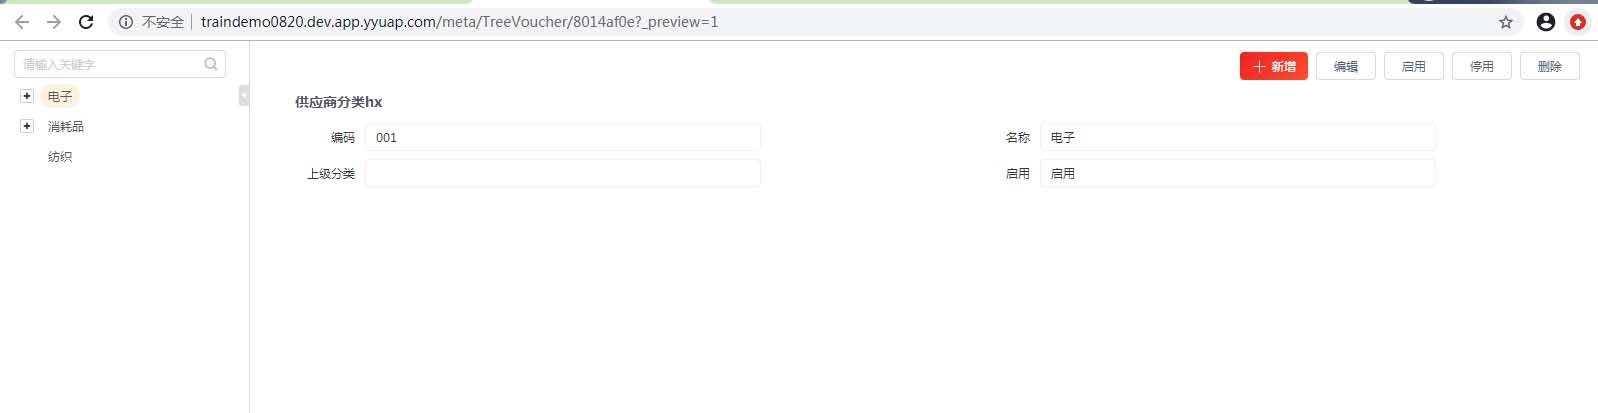 不安全 traindemo0820.dev.app.yyuap.com/meta/TreeVoucher/8014af0e?_preview=1
请输入关键字
新增 编辑 启用 停用 删除
电子
消耗品
纺织
供应商分类hx
编码 001 名称 电子
上级分类 启用 启用